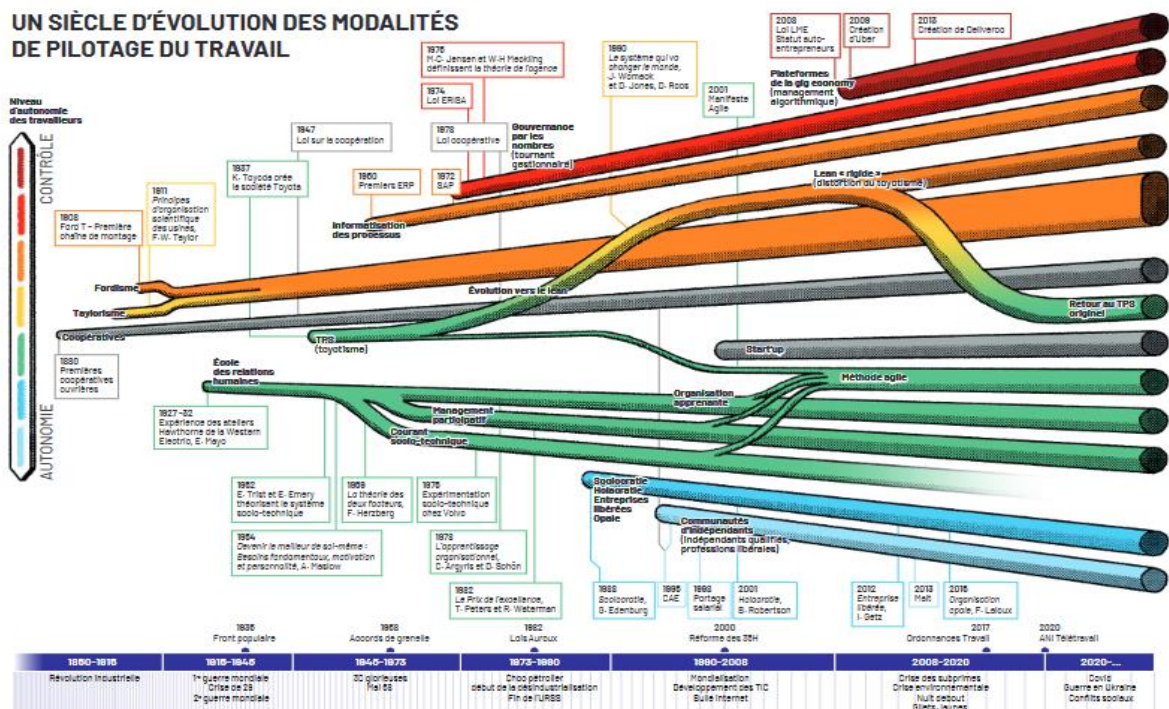 UN SIÈCLE D'ÉVOLUTION DES MODALITÉS
DE PILOTAGE DU TRAVAIL
Niveau
d'autonomie
des travailleurs
CONTRÔLE
AUTONOMIE
1908
Ford T - Première
chaîne de montage
1911
Principes
d'organisation
scientifique
des usines,
F-W. Taylor
1937
K. Toyoda crée
la société Toyota
1947
Loi sur la coopération
1960
Premiers ERP
1972
SAP
1974
Loi ERISA
1976
M-C. Jensen et W-H Meckling
définissent la théorie de l'agence
1978
Loi coopérative
1990
Le système qui va
changer le monde,
J. Womack
et D. Jones, D. Roos
2001
Manifeste
Agile
2008
Loi LME
Statut auto-
entrepreneurs
2009
Création
d'Uber
2013
Création de Deliveroo
Plateformes
de la gig economy
(management
algorithmique)
Gouvernance
par les
nombres
(tournant
gestionnaire)
Informatisation
des processus
Lean « rigide »
(distortion du toyotisme)
Fordisme
Taylorisme
Évolution vers le lean
Coopératives
TPS
(toyotisme)
Retour au TPS
originel
Start'up
1880
Premières
coopératives
ouvrières
École
des relations
humaines
Méthode agile
Organisation
apprenante
Management
participatif
Courant
socio-technique
1927-32
Expérience des ateliers
Hawthorne de la Western
Electric, E. Mayo
1952
E. Trist et E. Emery
théorisent le système
socio-technique
1959
La théorie des
deux facteurs,
F. Herzberg
1975
Expérimentation
socio-technique
chez Volvo
1954
Devenir le meilleur de soi-même :
Besoins fondamentaux, motivation
et personnalité, A. Maslow
1978
L'apprentissage
organisationnel,
C. Argyris et D. Schön
1982
Le Prix de l'excellence,
T. Peters et R. Waterman
Sociocratie
Holocratie
Entreprises
libérées
Opale
Communautés
d'indépendants
(Indépendants qualifiés,
professions libérales)
1988
Sociocratie,
G. Edenburg
1995
CAE
1998
Portage
salarial
2001
Holocratie,
B. Robertson
2012
Entreprise
libérée,
I. Getz
2013
Malt
2015
Organisation
opale, F. Laloux
1936
Front populaire
1968
Accords de grenelle
1982
Lois Auroux
2000
Réforme des 35H
2017
Ordonnances Travail
2020
ANI Télétravail
1850-1915
1915-1945
1945-1973
1973-1990
1990-2008
2008-2020
2020-...
Révolution industrielle
1re guerre mondiale
Crise de 29
2e guerre mondiale
30 glorieuses
Mai 68
Choc pétrolier
début de la désindustrialisation
Fin de l'URSS
Mondialisation
Développement des TIC
Bulle internet
Crise des subprimes
Crise environnementale
Nuit debout
Gilets jaunes
Covid
Guerre en Ukraine
Conflits sociaux